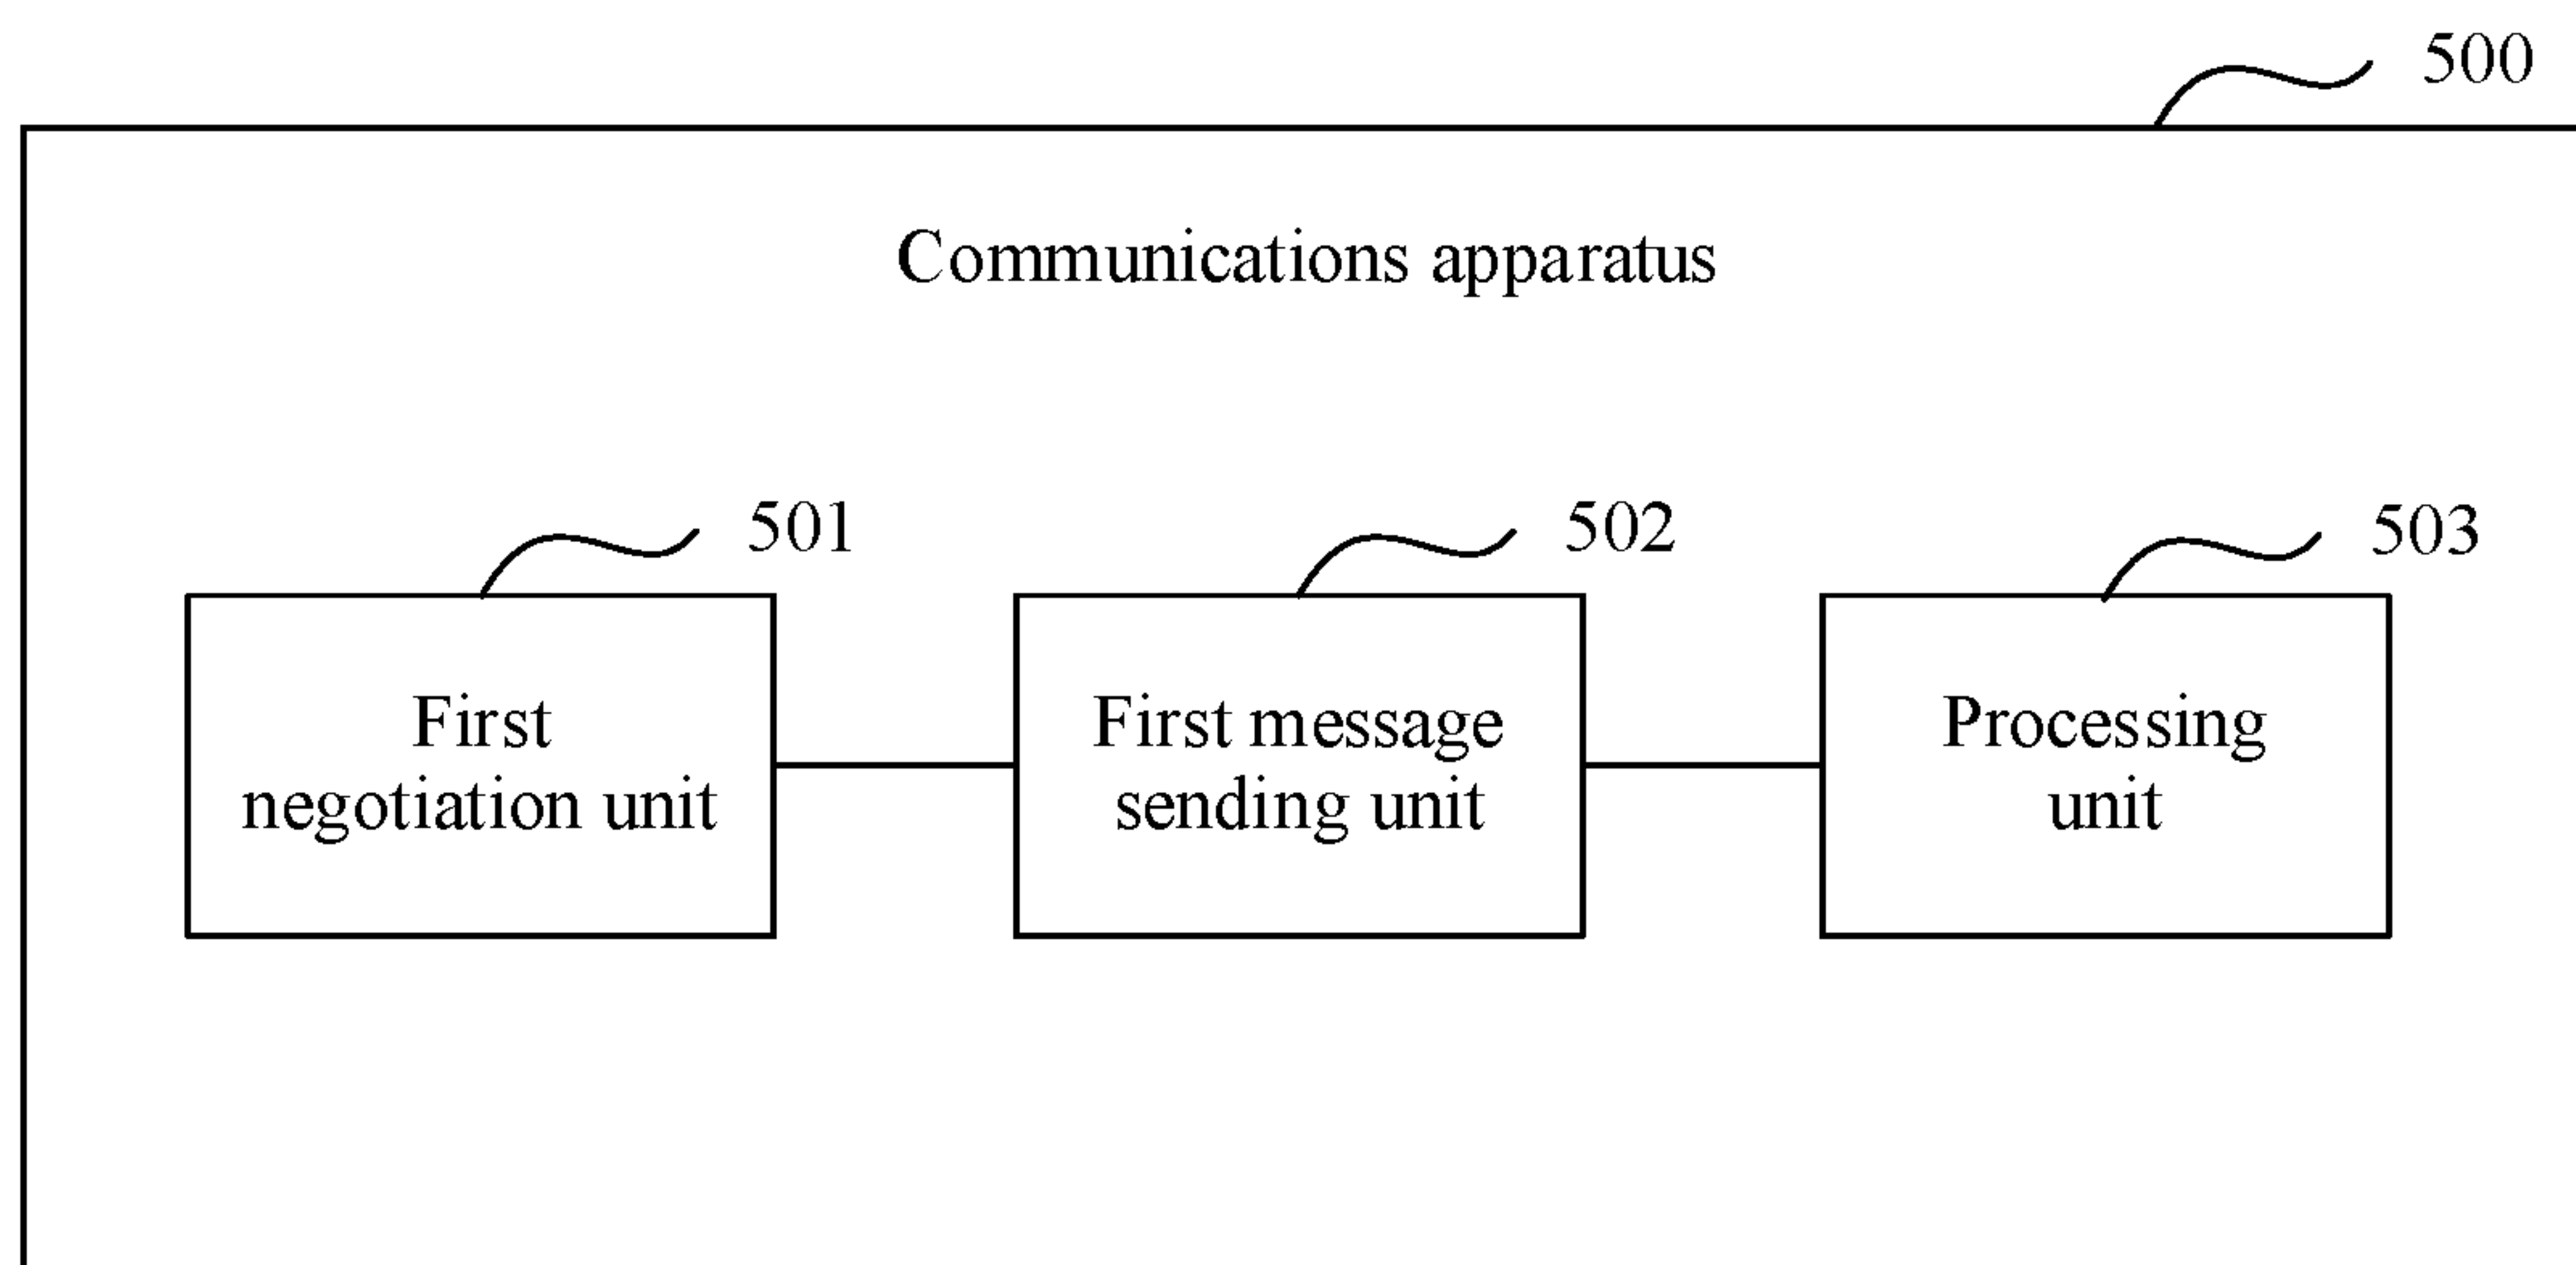 500
Communications apparatus
501
502
503
First
negotiation unit
First message
sending unit
Processing
unit